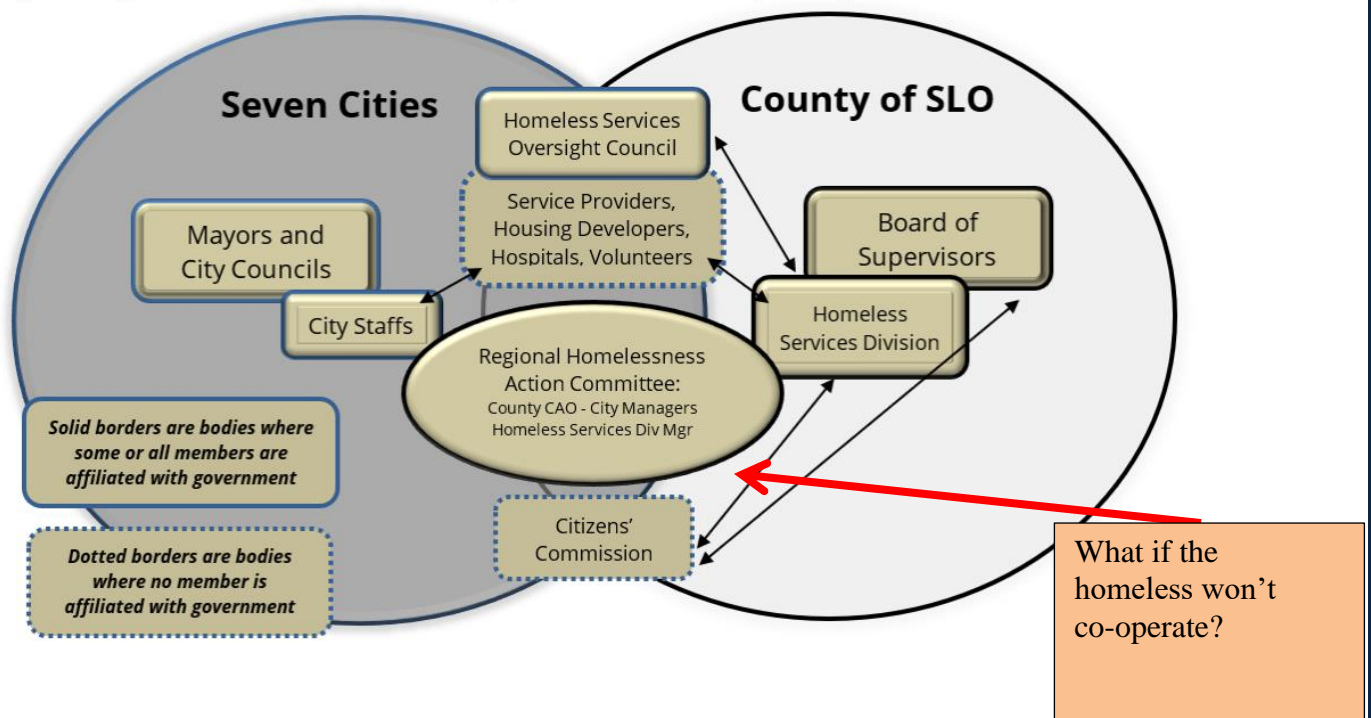 Seven Cities
County of SLO
Homeless Services
Oversight Council
Service Providers,
Housing Developers,
Hospitals, Volunteers
Mayors and
City Councils
City Staffs
Board of
Supervisors
Homeless
Services Division
Regional Homelessness
Action Committee:
County CAO - City Managers
Homeless Services Div Mgr
Solid borders are bodies where
some or all members are
affiliated with government
Citizens’
Commission
Dotted borders are bodies
where no member is
affiliated with government
What if the
homeless won’t
co-operate?